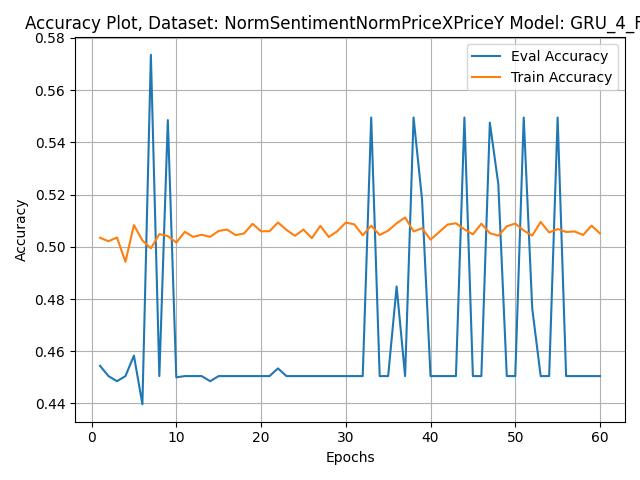 Accuracy Plot, Dataset: NormSentimentNormPriceXPriceY Model: GRU_4_
Eval Accuracy
Train Accuracy
0.58
0.56
0.54
0.52
0.50
0.48
0.46
0.44
Accuracy
0 10 20 30 40 50 60
Epochs